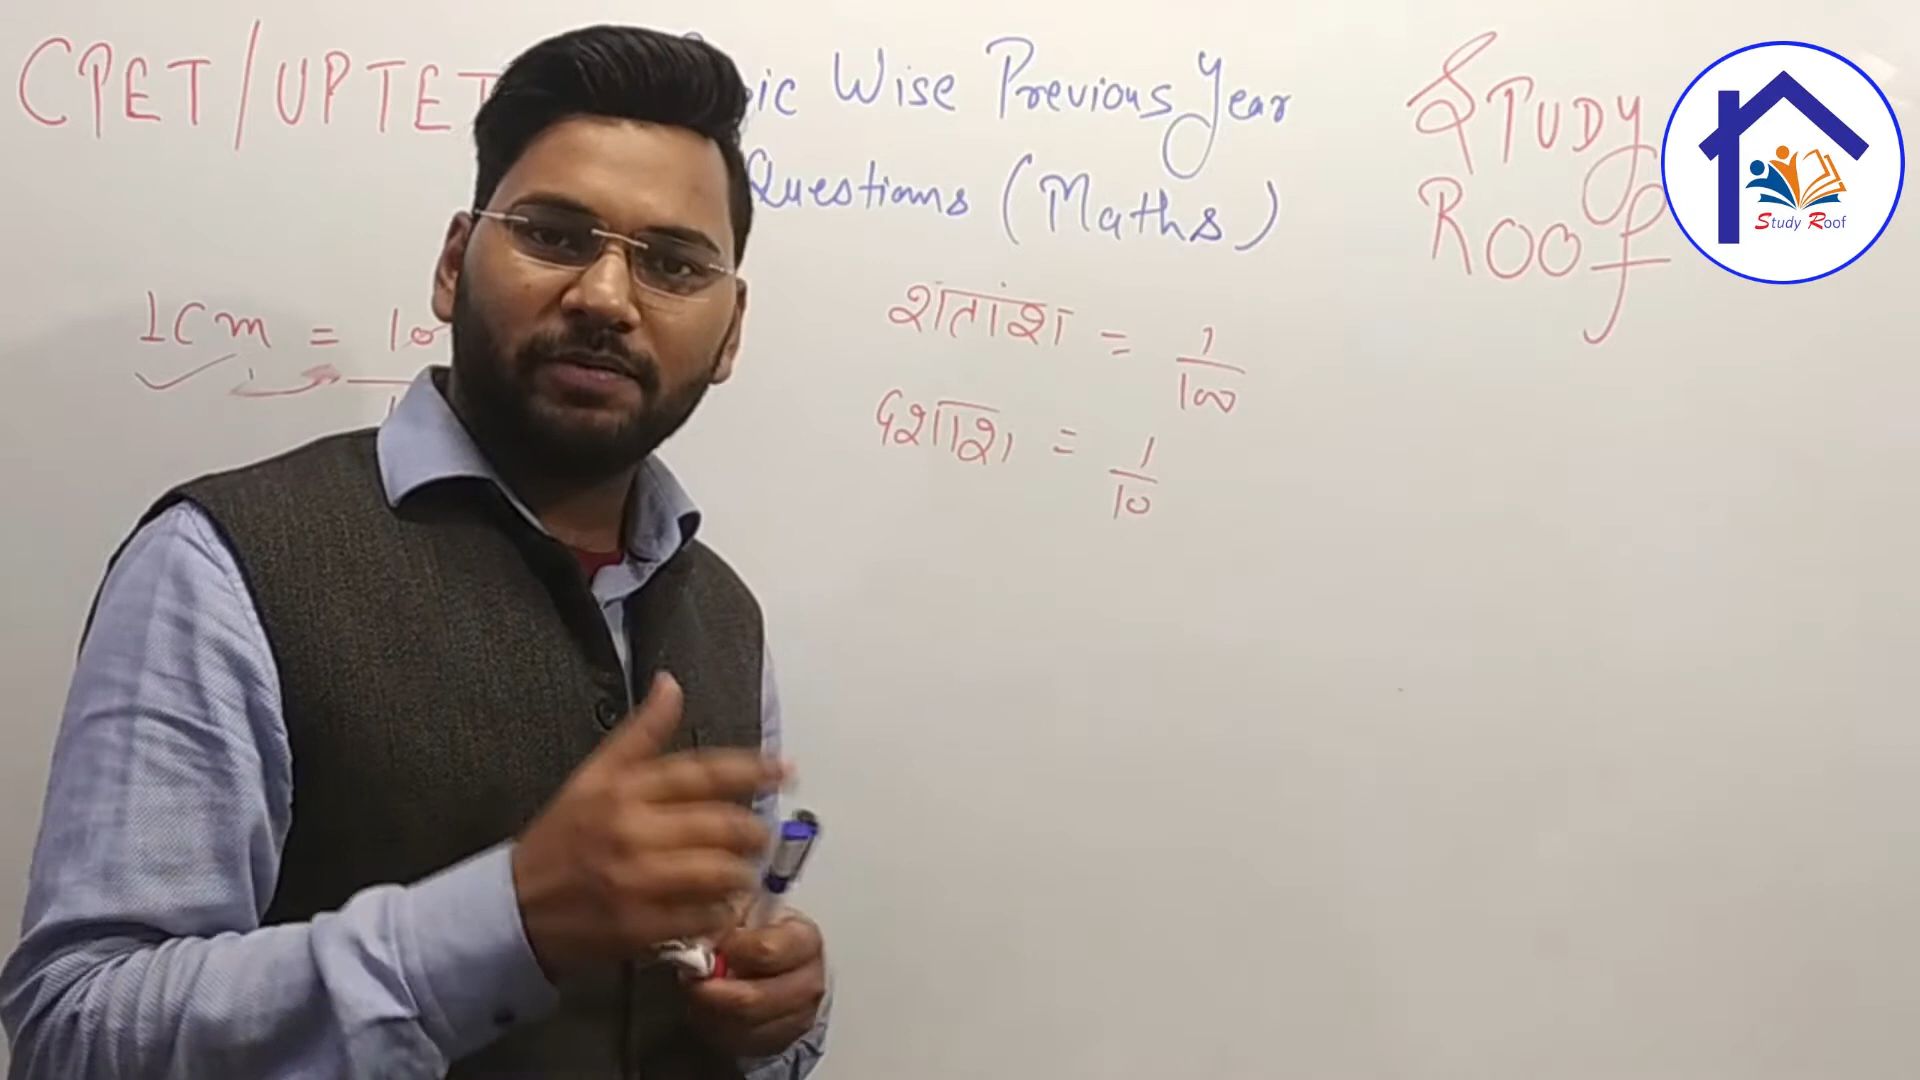 CPET/UPTET Topic Wise Previous Year
Questions (Maths)
STUDY
ROOF
Study Roof
1Cm = 10
शतांश = 1/100
दशांश = 1/10